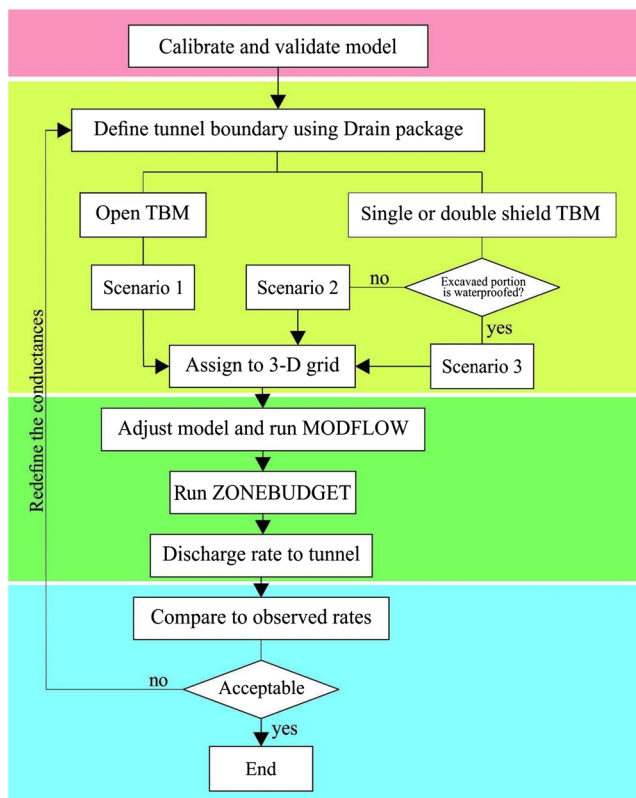 Calibrate and validate model
Define tunnel boundary using Drain package
Open TBM
Single or double shield TBM
Scenario 1
Scenario 2
no
Excavaed portion
is waterproofed?
yes
Assign to 3-D grid
Scenario 3
Redefine the conductances
Adjust model and run MODFLOW
Run ZONEBUDGET
Discharge rate to tunnel
Compare to observed rates
no
Acceptable
yes
End